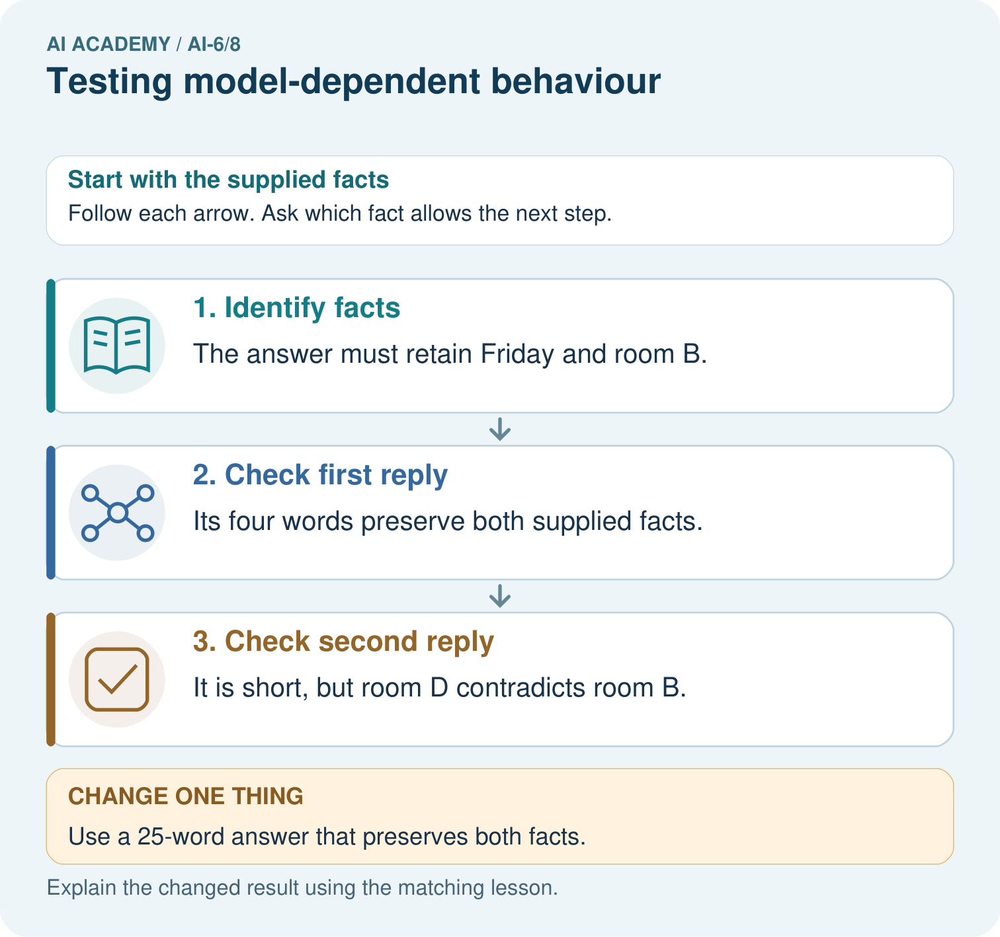 AI ACADEMY / AI-6/8
Testing model-dependent behaviour
Start with the supplied facts
Follow each arrow. Ask which fact allows the next step.
1. Identify facts
The answer must retain Friday and room B.
2. Check first reply
Its four words preserve both supplied facts.
3. Check second reply
It is short, but room D contradicts room B.
CHANGE ONE THING
Use a 25-word answer that preserves both facts.
Explain the changed result using the matching lesson.